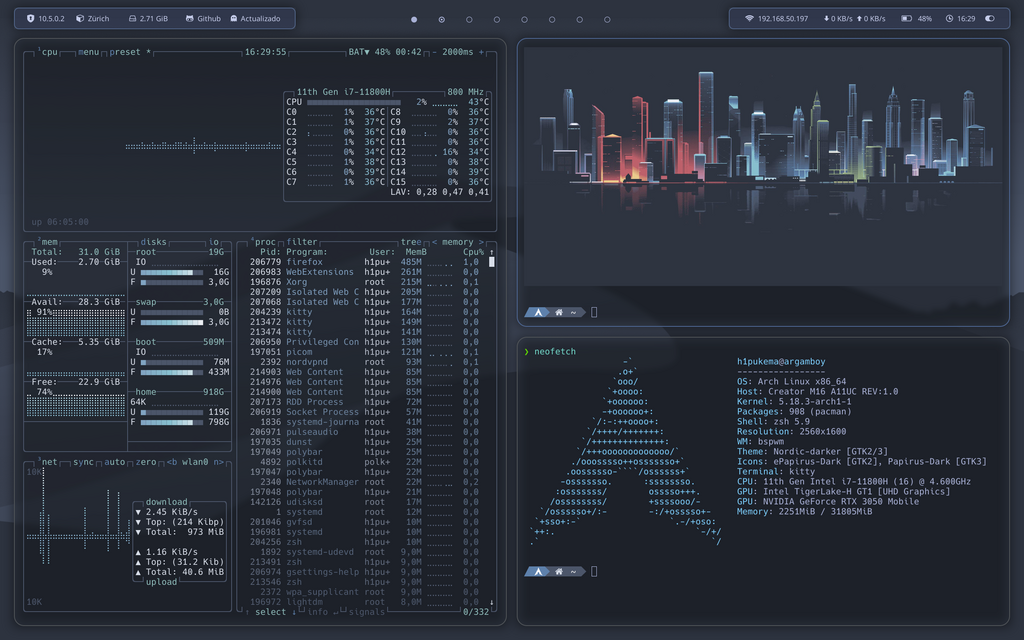 10.5.0.2 Zürich 2.71 GiB Github Actualizado
192.168.50.197 0 KB/s 0 KB/s 48% 16:29
¹cpu menu preset * 16:29:55 BAT▼ 48% 00:42 - 2000ms +
11th Gen i7-11800H 800 MHz
CPU 2% 43°C
C0 1% 36°C C8 0% 36°C
C1 1% 37°C C9 2% 37°C
C2 0% 36°C C10 0% 36°C
C3 1% 36°C C11 0% 36°C
C4 0% 34°C C12 16% 34°C
C5 1% 38°C C13 0% 38°C
C6 0% 39°C C14 0% 39°C
C7 1% 36°C C15 0% 36°C
LAV: 0,28 0,47 0,41
up 06:05:00
²mem
Total: 31.0 GiB
Used: 2.70 GiB
9%
Avail: 28.3 GiB
91%
Cache: 5.35 GiB
17%
Free: 22.9 GiB
74%
disks io
root 19G
IO
U 16G
F 3,0G
swap 3,0G
U 0B
F 3,0G
boot 509M
IO
U 76M
F 433M
home 918G
64K
U 119G
F 798G
³net sync auto zero <b wlan0 n>
10K
download
▼ 2.45 KiB/s
▼ Top: (214 Kibp)
▼ Total: 973 MiB
▲ 1.16 KiB/s
▲ Top: (31.2 Kib)
▲ Total: 40.6 MiB
upload
10K
⁴proc filter tree < memory >
Pid: Program: User: MemB Cpu% ↑
206779 firefox h1pu+ 485M 1,0
206983 WebExtensions h1pu+ 261M 0,0
196876 Xorg root 215M 0,1
207209 Isolated Web C h1pu+ 205M 0,0
207068 Isolated Web C h1pu+ 177M 0,0
204239 kitty h1pu+ 164M 0,0
213472 kitty h1pu+ 149M 0,0
213474 kitty h1pu+ 141M 0,0
206950 Privileged Con h1pu+ 130M 0,0
197051 picom h1pu+ 121M 0,1
2392 nordvpnd root 93M 0,1
214903 Web Content h1pu+ 85M 0,0
214976 Web Content h1pu+ 85M 0,0
214900 Web Content h1pu+ 85M 0,0
207173 RDD Process h1pu+ 72M 0,0
206919 Socket Process h1pu+ 57M 0,0
1836 systemd-journa root 41M 0,0
206971 pulseaudio h1pu+ 38M 0,0
197035 dunst h1pu+ 25M 0,0
197049 polybar h1pu+ 25M 0,0
4892 polkitd polk+ 22M 0,0
197047 polybar h1pu+ 22M 0,0
2340 NetworkManager root 22M 0,2
197048 polybar h1pu+ 21M 0,0
142126 udisksd root 17M 0,0
1 systemd root 12M 0,0
201046 gvfsd h1pu+ 10M 0,0
196981 systemd h1pu+ 10M 0,0
204256 zsh h1pu+ 10M 0,0
1892 systemd-udevd root 9,0M 0,0
213491 zsh h1pu+ 9,0M 0,0
206974 gsettings-help h1pu+ 9,0M 0,0
213546 zsh h1pu+ 9,0M 0,0
2372 wpa_supplicant root 9,0M 0,0
196972 lightdm root 8,0M 0,0
↑ select ↓ info ↵ signals 0/332
~
❯ neofetch
h1pukema@argamboy
-----------------
OS: Arch Linux x86_64
Host: Creator M16 A11UC REV:1.0
Kernel: 5.18.3-arch1-1
Packages: 908 (pacman)
Shell: zsh 5.9
Resolution: 2560x1600
WM: bspwm
Theme: Nordic-darker [GTK2/3]
Icons: ePapirus-Dark [GTK2], Papirus-Dark [GTK3]
Terminal: kitty
CPU: 11th Gen Intel i7-11800H (16) @ 4.600GHz
GPU: Intel TigerLake-H GT1 [UHD Graphics]
GPU: NVIDIA GeForce RTX 3050 Mobile
Memory: 2251MiB / 31805MiB
~